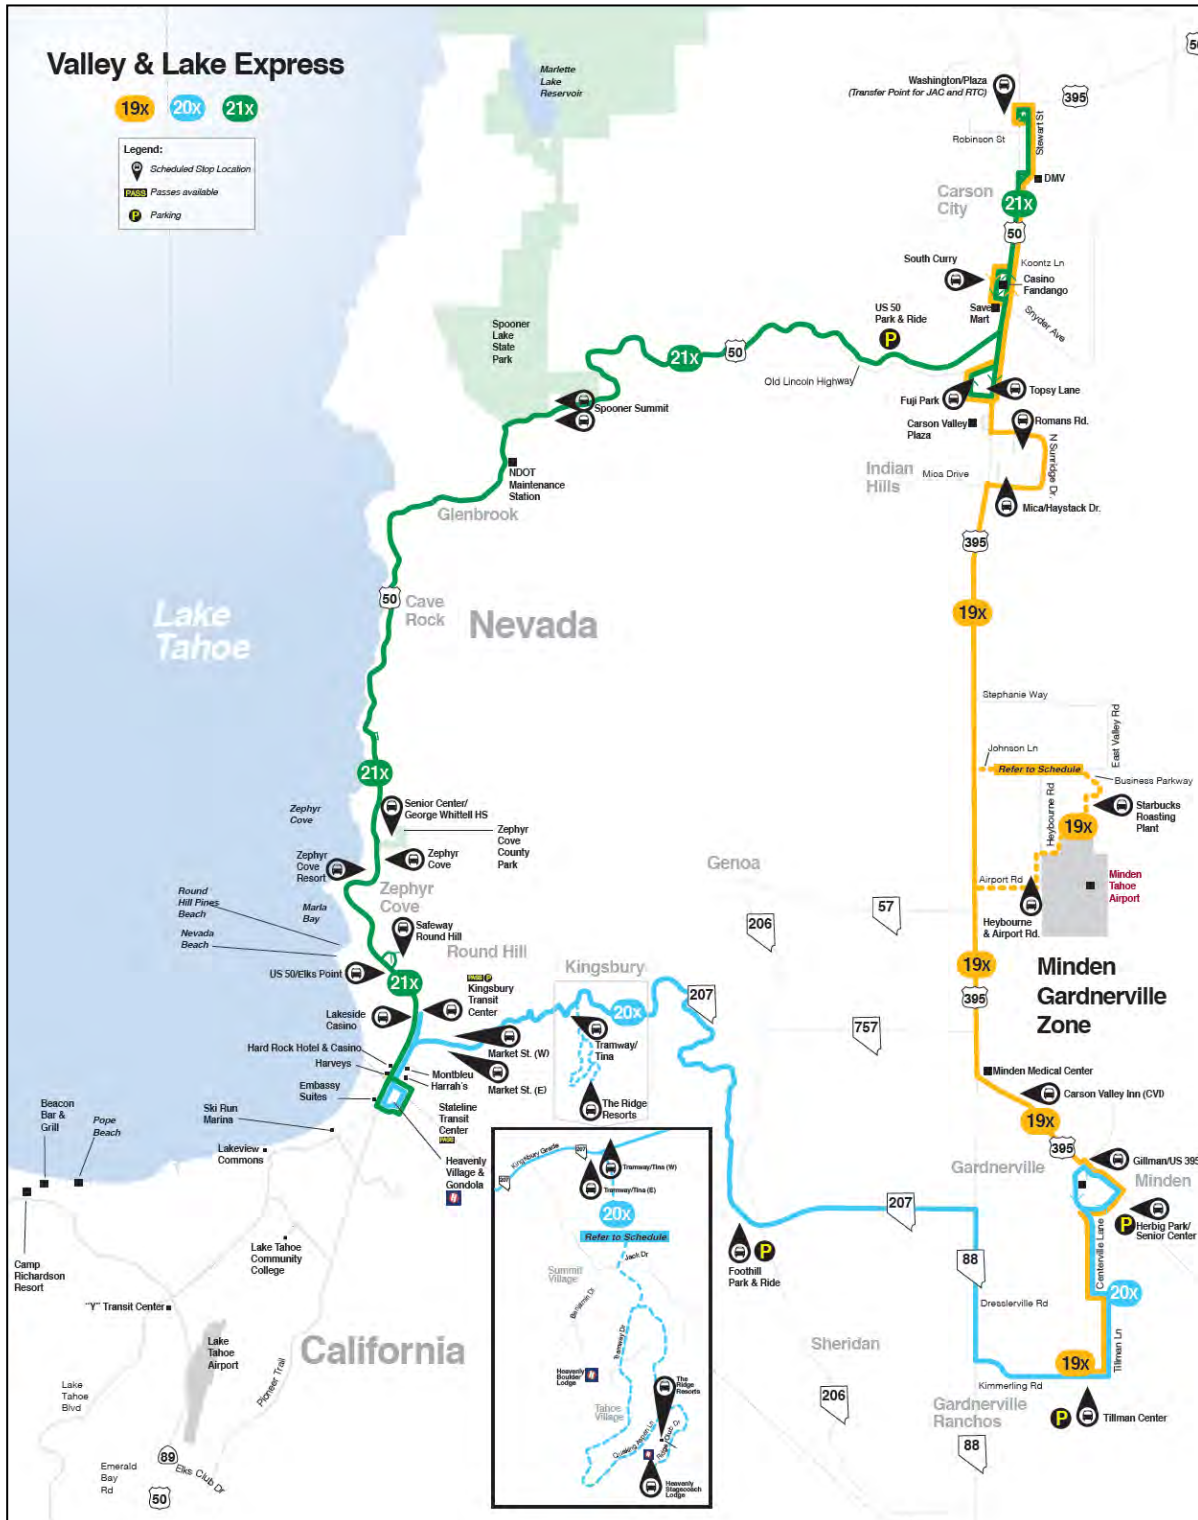 Valley & Lake Express
19x
20x
21x
Legend:
Scheduled Stop Location
PASS Passes available
P Parking
Marlette
Lake
Reservoir
50
Washington/Plaza
(Transfer Point for JAC and RTC)
395
Robinson St
Stewart St
DMV
Carson
City
21x
50
South Curry
Koontz Ln
Casino
Fandango
US 50
Park & Ride
P
Save
Mart
Snyder Ave
Spooner
Lake
State
Park
21x
50
Old Lincoln Highway
Fuji Park
Topsy Lane
Spooner Summit
Carson Valley
Plaza
Romans Rd.
N Sunridge Dr.
Indian
Hills
Mica Drive
NDOT
Maintenance
Station
Glenbrook
Mica/Haystack Dr.
395
50
Cave
Rock
Lake
Tahoe
Nevada
19x
Stephanie Way
East Valley Rd
Johnson Ln
Refer to Schedule
Business Parkway
21x
Heybourne Rd
Starbucks
Roasting
Plant
19x
Senior Center/
George Whittell HS
Zephyr
Cove
Zephyr
Cove
County
Park
Zephyr
Cove
Resort
Zephyr
Cove
Genoa
Airport Rd
Minden
Tahoe
Airport
Zephyr
Cove
Round
Hill Pines
Beach
Marla
Bay
57
206
Heybourne
& Airport Rd.
Nevada
Beach
Safeway
Round Hill
Round Hill
Kingsbury
US 50/Elks Point
21x
PASS P
Kingsbury
Transit
Center
19x
395
Minden
Gardnerville
Zone
207
20x
Lakeside
Casino
757
Tramway/
Tina
Hard Rock Hotel & Casino
Market St. (W)
Harveys
Montbleu
Harrah's
Market St. (E)
Embassy
Suites
The Ridge
Resorts
Minden Medical Center
Carson Valley Inn (CVI)
19x
Beacon
Bar &
Grill
Pope
Beach
Ski Run
Marina
Stateline
Transit
Center
PASS
Lakeview
Commons
Heavenly
Village &
Gondola
395
Gardnerville
Gillman/US 395
Minden
Kingsbury Grade
207
207
Tramway/Tina (W)
Tramway/Tina (E)
20x
Refer to Schedule
Jack Dr
Summit
Village
Tramway Dr
Heavenly
Boulder
Lodge
The
Ridge
Resorts
Tahoe
Village
Quaking Aspen Ln
Ridge Club Dr
Heavenly
Stagecoach
Lodge
207
P
Herbig Park/
Senior Center
Centerville Lane
Foothill
Park & Ride
P
88
20x
Dresslerville Rd
Tillman Ln
Sheridan
19x
Kimmerling Rd
206
Gardnerville
Ranchos
P
Tillman Center
88
Camp
Richardson
Resort
Lake Tahoe
Community
College
"Y" Transit Center
Lake
Tahoe
Airport
California
Pioneer Trail
Lake
Tahoe
Blvd
89
Elks Club Dr
Emerald
Bay
Rd
50